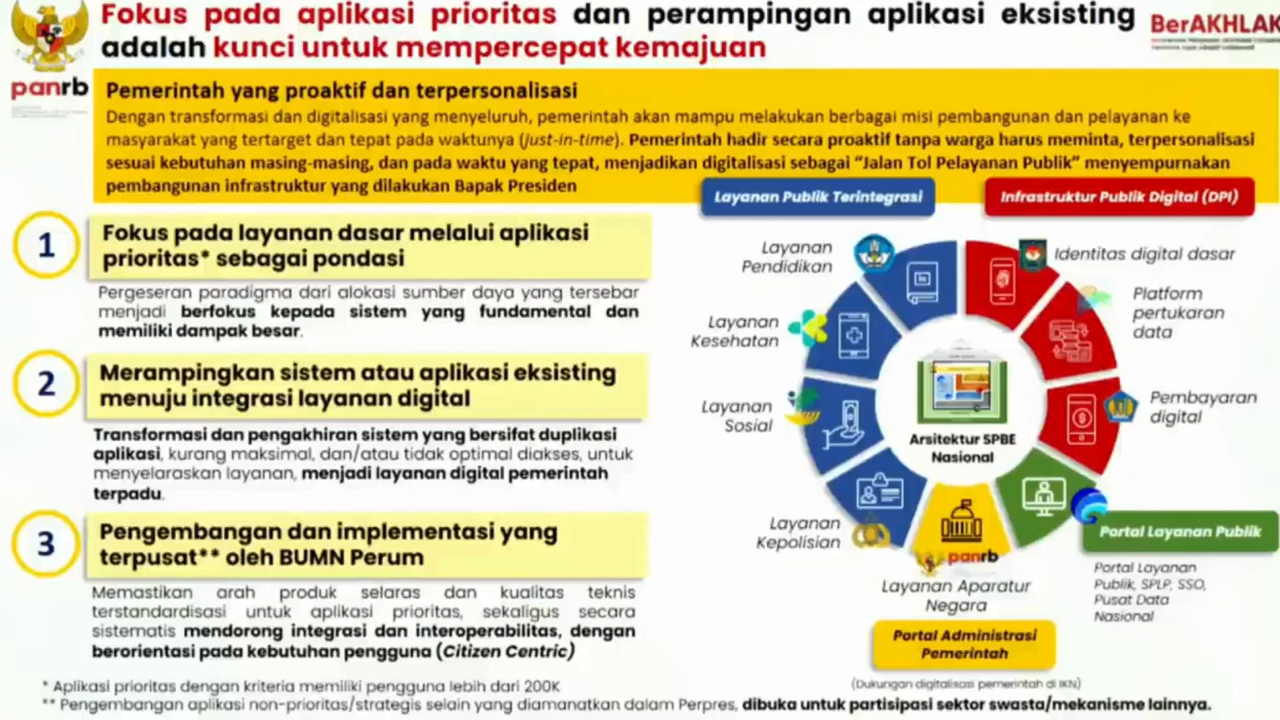 Fokus pada aplikasi prioritas dan perampingan aplikasi eksisting
adalah kunci untuk mempercepat kemajuan
BerAKHLAK
panrb
Pemerintah yang proaktif dan terpersonalisasi
Dengan transformasi dan digitalisasi yang menyeluruh, pemerintah akan mampu melakukan berbagai misi pembangunan dan pelayanan ke
masyarakat yang tertarget dan tepat pada waktunya (just-in-time). Pemerintah hadir secara proaktif tanpa warga harus meminta, terpersonalisasi
sesuai kebutuhan masing-masing, dan pada waktu yang tepat, menjadikan digitalisasi sebagai “Jalan Tol Pelayanan Publik” menyempurnakan
pembangunan infrastruktur yang dilakukan Bapak Presiden
1
Fokus pada layanan dasar melalui aplikasi
prioritas* sebagai pondasi
Pergeseran paradigma dari alokasi sumber daya yang tersebar
menjadi berfokus kepada sistem yang fundamental dan
memiliki dampak besar.
2
Merampingkan sistem atau aplikasi eksisting
menuju integrasi layanan digital
Transformasi dan pengakhiran sistem yang bersifat duplikasi
aplikasi, kurang maksimal, dan/atau tidak optimal diakses, untuk
menyelaraskan layanan, menjadi layanan digital pemerintah
terpadu.
3
Pengembangan dan implementasi yang
terpusat** oleh BUMN Perum
Memastikan arah produk selaras dan kualitas teknis
terstandardisasi untuk aplikasi prioritas, sekaligus secara
sistematis mendorong integrasi dan interoperabilitas, dengan
berorientasi pada kebutuhan pengguna (Citizen Centric)
Layanan Publik Terintegrasi
Infrastruktur Publik Digital (DPI)
Layanan
Pendidikan
Identitas digital dasar
Layanan
Kesehatan
Platform
pertukaran
data
Layanan
Sosial
Pembayaran
digital
Arsitektur SPBE
Nasional
Layanan
Kepolisian
panrb
Layanan Aparatur
Negara
Portal Layanan Publik
Portal Layanan
Publik, SPLP, SSO,
Pusat Data
Nasional
Portal Administrasi
Pemerintah
(Dukungan digitalisasi pemerintah di IKN)
* Aplikasi prioritas dengan kriteria memiliki pengguna lebih dari 200K
** Pengembangan aplikasi non-prioritas/strategis selain yang diamanatkan dalam Perpres, dibuka untuk partisipasi sektor swasta/mekanisme lainnya.